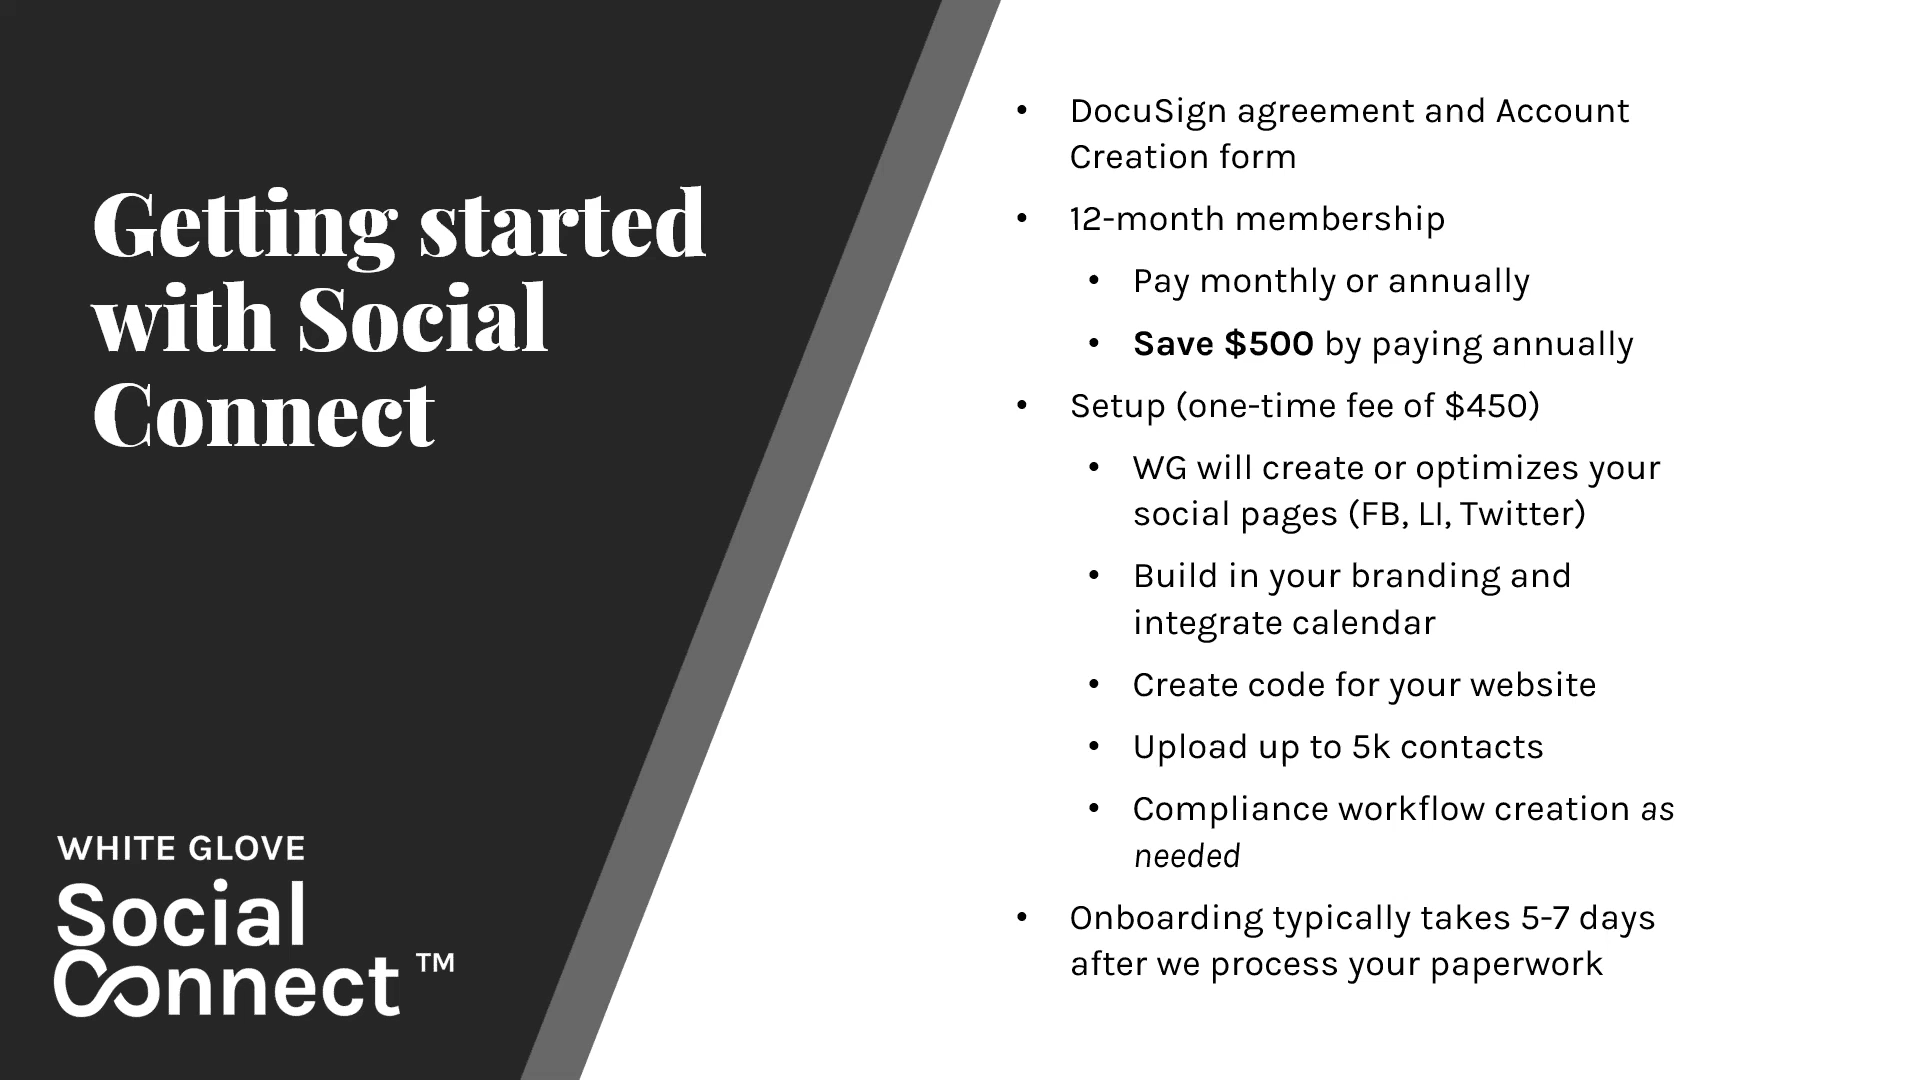 Getting started
with Social
Connect
WHITE GLOVE
Social
Connect ™
• DocuSign agreement and Account
Creation form
• 12-month membership
• Pay monthly or annually
• Save $500 by paying annually
• Setup (one-time fee of $450)
• WG will create or optimizes your
social pages (FB, LI, Twitter)
• Build in your branding and
integrate calendar
• Create code for your website
• Upload up to 5k contacts
• Compliance workflow creation as
needed
• Onboarding typically takes 5-7 days
after we process your paperwork